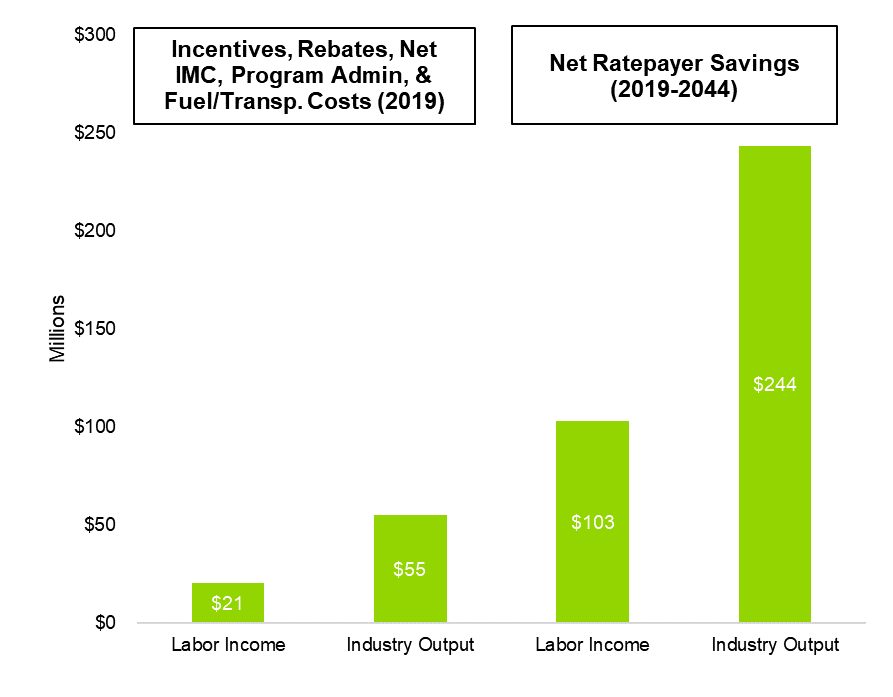 $300
Incentives, Rebates, Net
IMC, Program Admin, &
Fuel/Transp. Costs (2019)
Net Ratepayer Savings
(2019-2044)
$250
$200
$150
$100
$50
$0
Millions
$21
$55
$103
$244
Labor Income
Industry Output
Labor Income
Industry Output